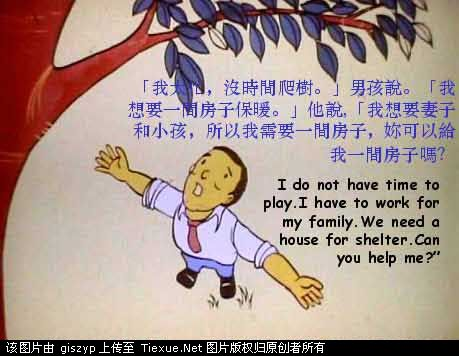 「我太忙，沒時間爬樹。」男孩說。「我
想要一間房子保暖。」他說,「我想要妻子
和小孩，所以我需要一間房子，妳可以給
我一間房子嗎?
I do not have time to
play.I have to work for
my family.We need a
house for shelter.Can
you help me?”
该图片由 giszyp 上传至 Tiexue.Net 图片版权归原创者所有